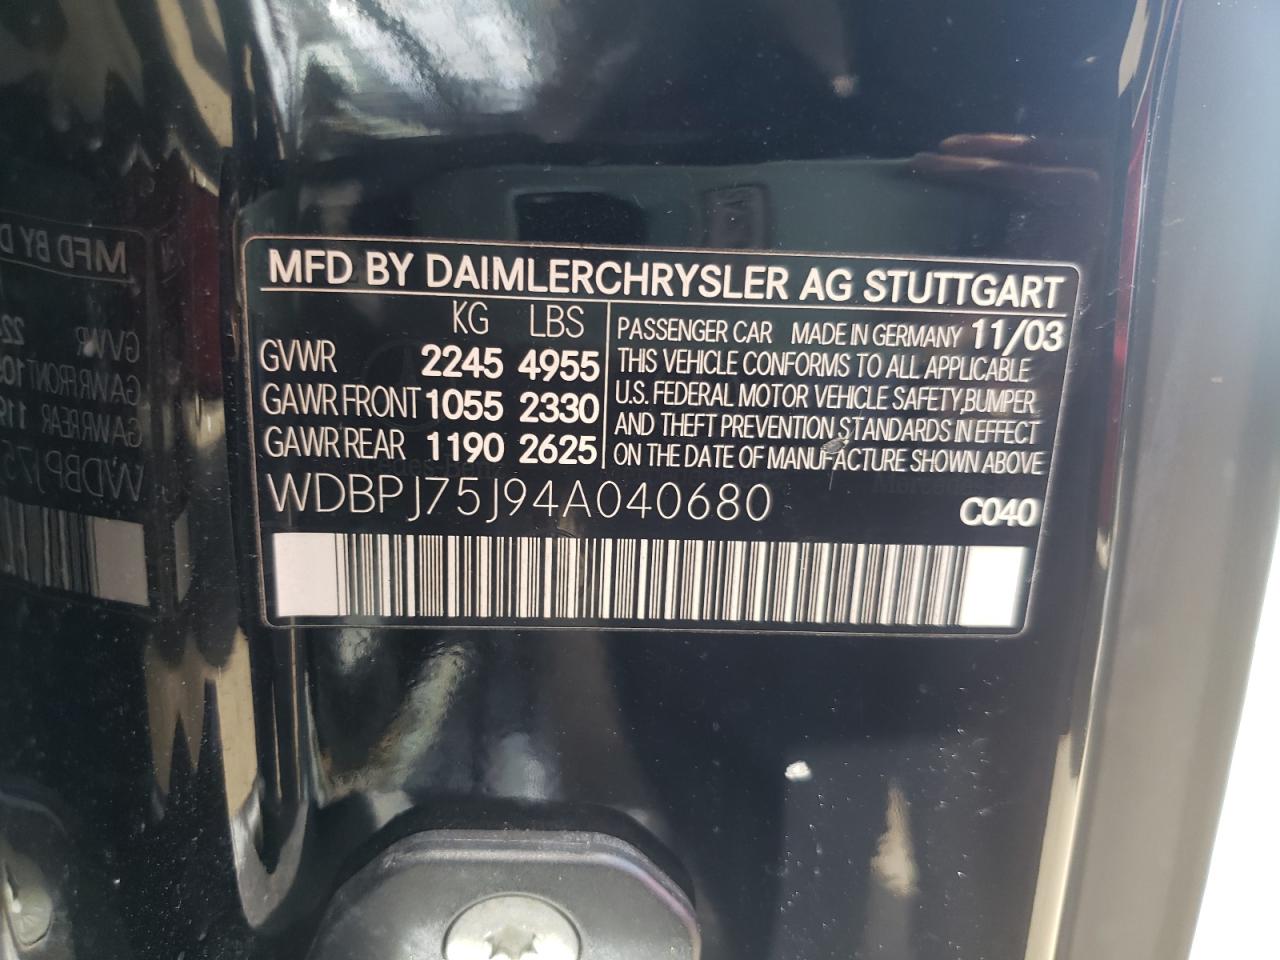 MFD BY DAIMLERCHRYSLER AG STUTTGART
KG LBS
GVWR 2245 4955
GAWR FRONT 1055 2330
GAWR REAR 1190 2625
PASSENGER CAR MADE IN GERMANY 11/03
THIS VEHICLE CONFORMS TO ALL APPLICABLE
U.S. FEDERAL MOTOR VEHICLE SAFETY,BUMPER
AND THEFT PREVENTION STANDARDS IN EFFECT
ON THE DATE OF MANUFACTURE SHOWN ABOVE
WDBPJ75J94A040680 C040